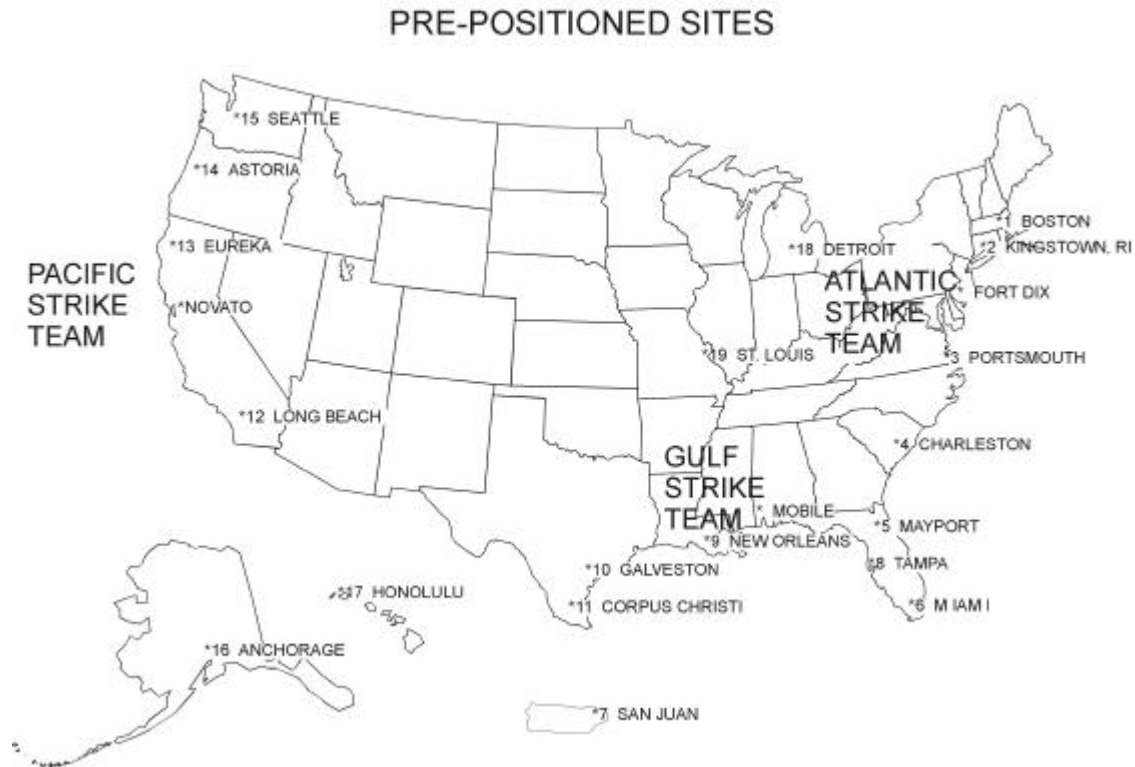 PRE-POSITIONED SITES
*15 SEATTLE
*14 ASTORIA
*1 BOSTON
*13 EUREKA
*18 DETROIT
*2 KINGSTOWN, RI
PACIFIC
STRIKE
TEAM
ATLANTIC
STRIKE
TEAM
* FORT DIX
*NOVATO
*19 ST. LOUIS
*3 PORTSMOUTH
*12 LONG BEACH
*4 CHARLESTON
GULF
STRIKE
TEAM
* MOBILE
*5 MAYPORT
*9 NEW ORLEANS
*8 TAMPA
*10 GALVESTON
*17 HONOLULU
*11 CORPUS CHRISTI
*6 MIAMI
*16 ANCHORAGE
*7 SAN JUAN